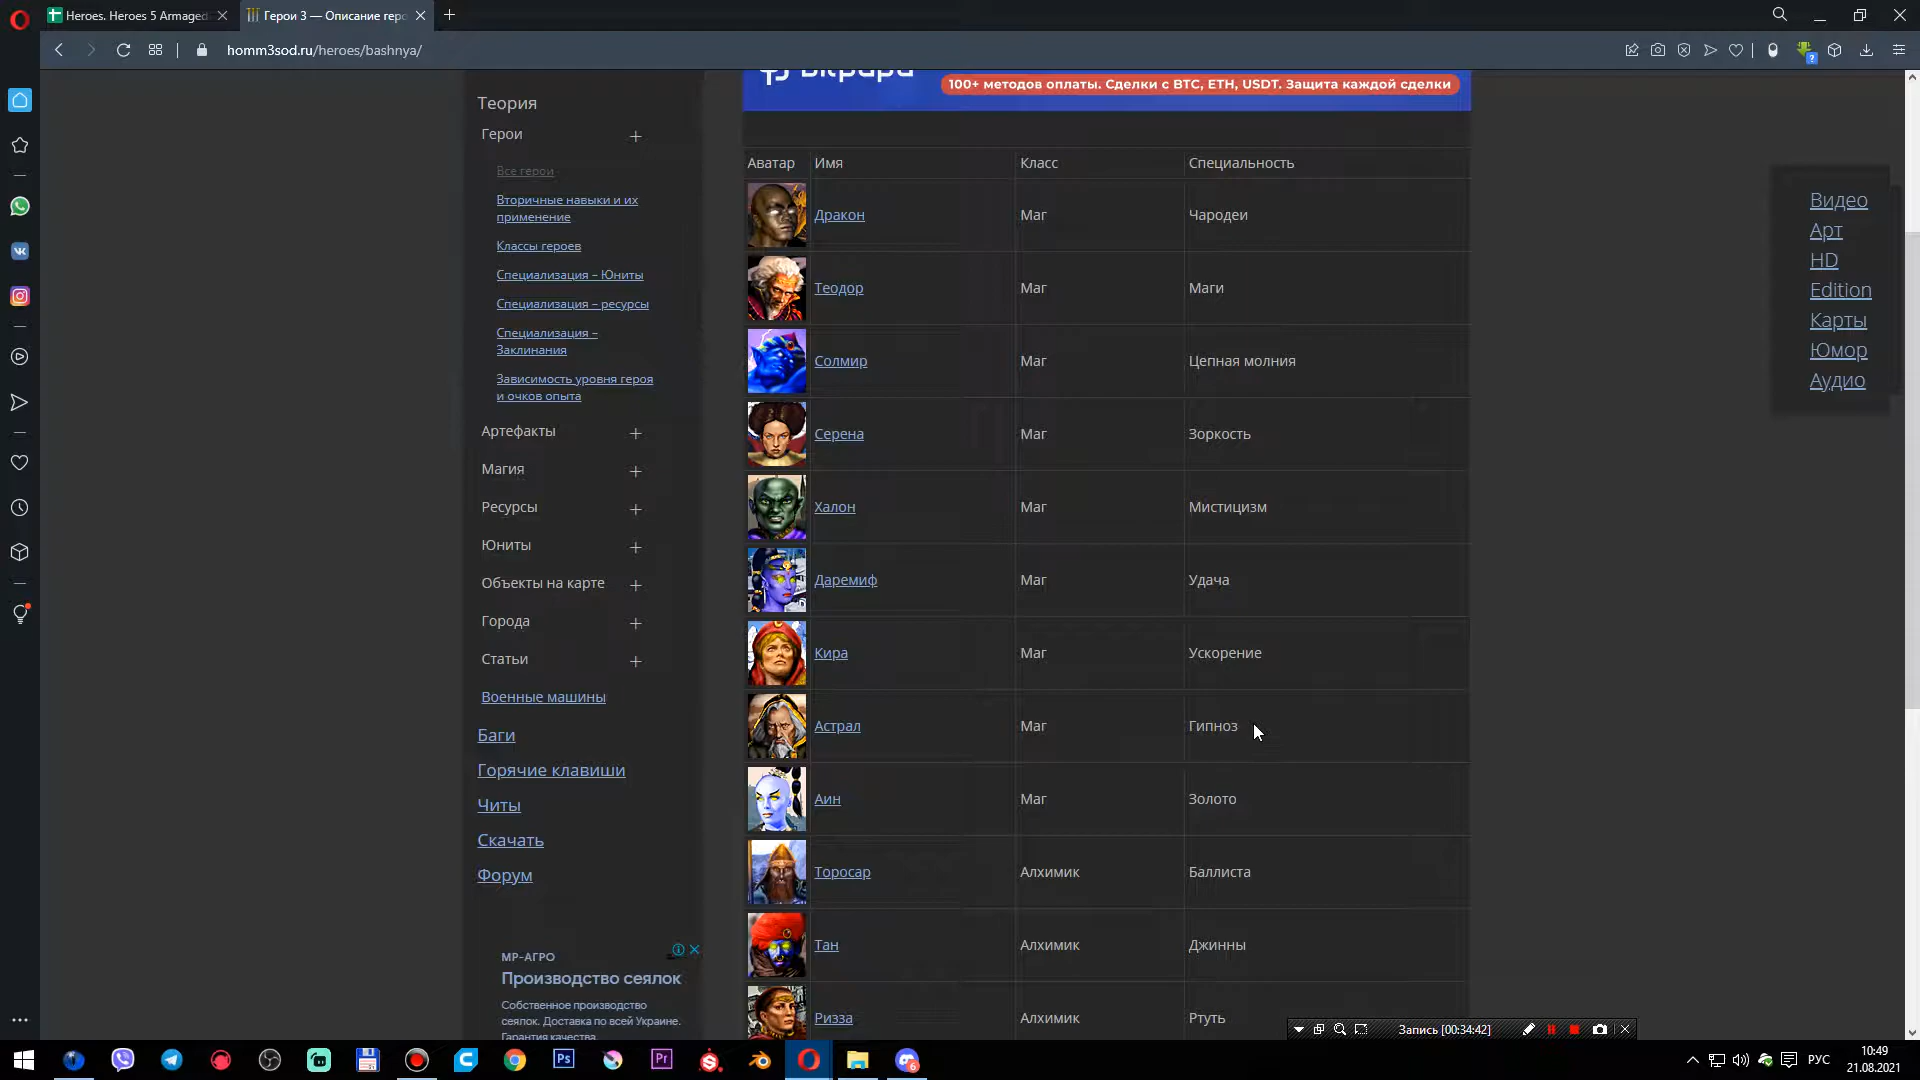 Heroes. Heroes 5 Armaged
Герои 3 — Описание геро
homm3sod.ru/heroes/bashnya/
100+ методов оплаты. Сделки с BTC, ETH, USDT. Защита каждой сделки
Теория
Герои
Все герои
Вторичные навыки и их
применение
Классы героев
Специализация – Юниты
Специализация – ресурсы
Специализация –
Заклинания
Зависимость уровня героя
и очков опыта
Артефакты
Магия
Ресурсы
Юниты
Объекты на карте
Города
Статьи
Военные машины
Баги
Горячие клавиши
Читы
Скачать
Форум
МР-АГРО
Производство сеялок
Собственное производство
сеялок. Доставка по всей Украине.
Гарантия качества.
Аватар Имя Класс Специальность
Дракон Маг Чародеи
Теодор Маг Маги
Солмир Маг Цепная молния
Серена Маг Зоркость
Халон Маг Мистицизм
Даремиф Маг Удача
Кира Маг Ускорение
Астрал Маг Гипноз
Аин Маг Золото
Торосар Алхимик Баллиста
Тан Алхимик Джинны
Ризза Алхимик Ртуть
Видео
Арт
HD
Edition
Карты
Юмор
Аудио
Запись [00:34:42]
Ps
Pr
6
РУС
10:49
21.08.2021